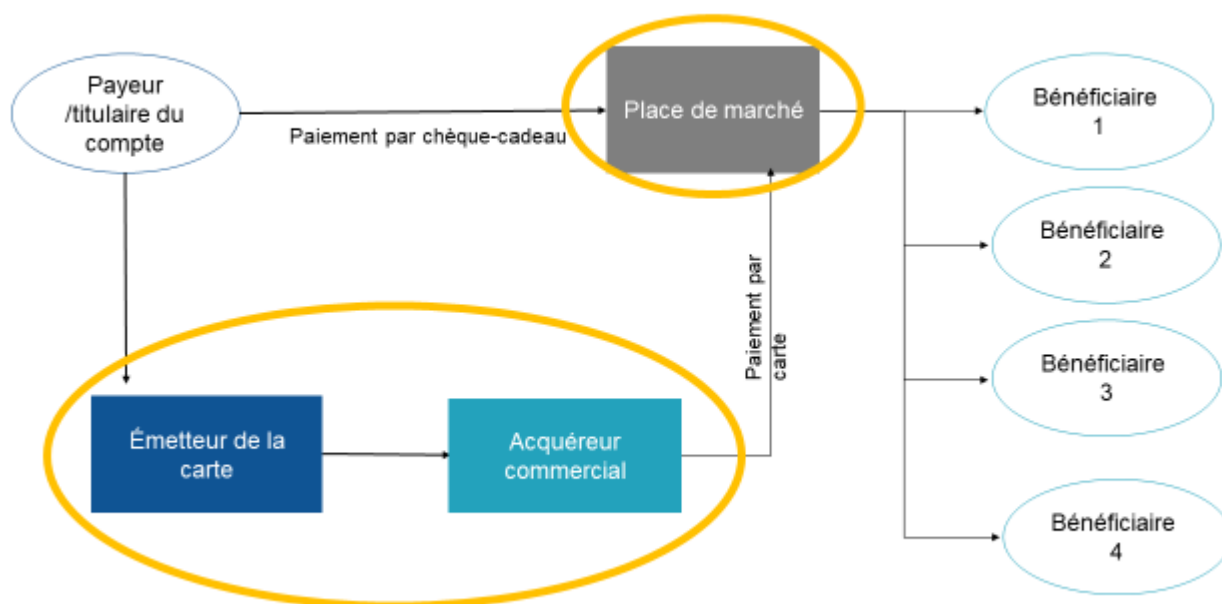 Payeur
/titulaire du
compte
Paiement par chèque-cadeau
Place de marché
Bénéficiaire
1
Bénéficiaire
2
Bénéficiaire
3
Bénéficiaire
4
Paiement par
carte
Émetteur de la
carte
Acquéreur
commercial